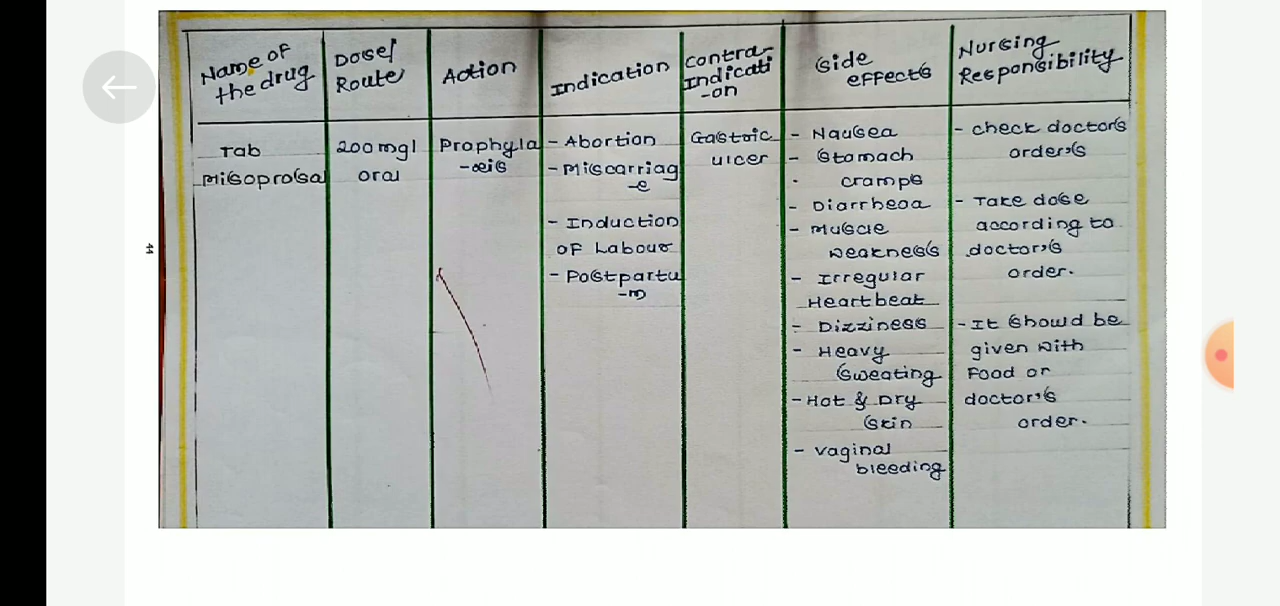 Name of
the drug
Dose/
Route
Action
Indication
contra-
Indicati
-on
Side
effects
Nursing
Responsibility
Tab
Misoprosal
200mg/
oral
Prophyla
-xis
- Abortion
- Miscarriag
-e
- Induction
of Labour
- Postpartu
-m
Gastric
ulcer
- Nausea
- Stomach
cramps
- Diarrheoa
- Muscle
weakness
- Irregular
Heartbeat
- Dizziness
- Heavy
Sweating
- Hot & Dry
Skin
- vaginal
bleeding
- check doctors
order's
- Take dose
according to
doctor's
order.
- It should be
given with
Food or
doctor's
order.
44